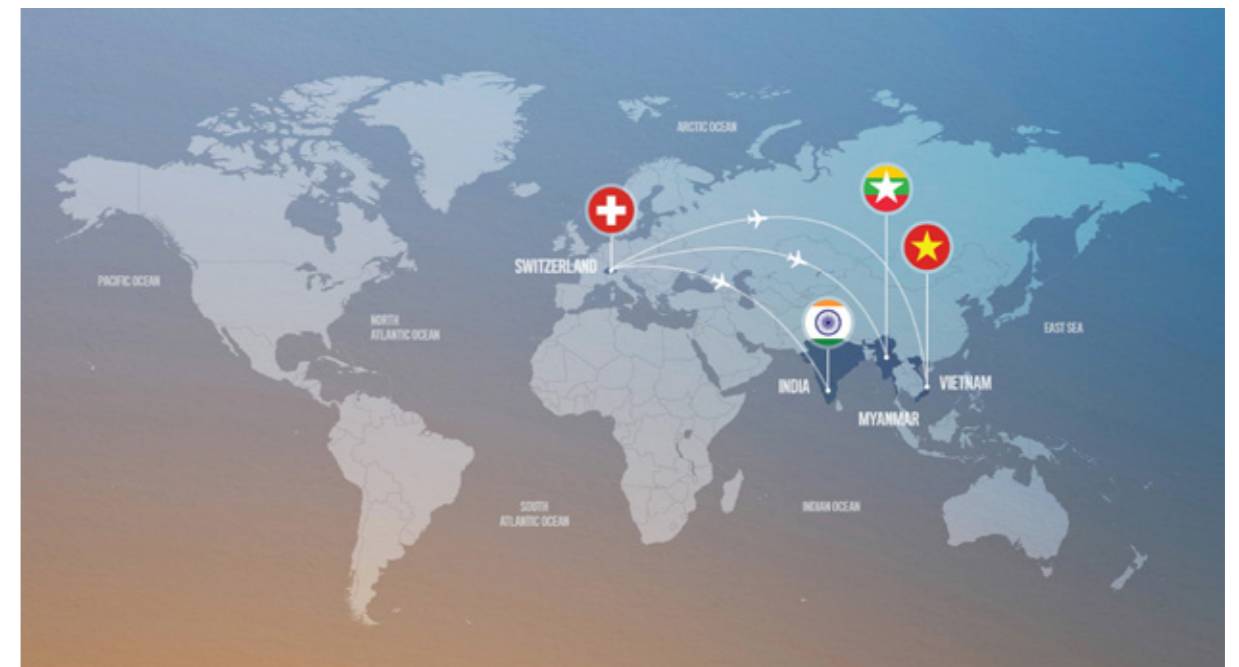 ARCTIC OCEAN
SWITZERLAND
PACIFIC OCEAN
NORTH
ATLANTIC OCEAN
EAST SEA
INDIA
VIETNAM
MYANMAR
SOUTH
ATLANTIC OCEAN
INDIAN OCEAN